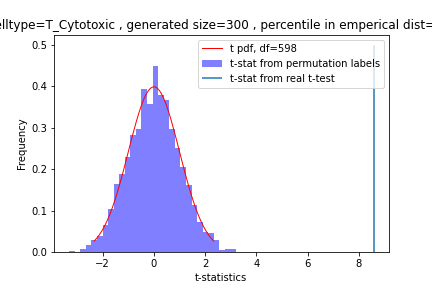 elltype=T_Cytotoxic , generated size=300 , percentile in emperical dist=
0.5
0.4
0.3
0.2
0.1
0.0
Frequency
t pdf, df=598
t-stat from permutation labels
t-stat from real t-test
−2
0
2
4
6
8
t-statistics